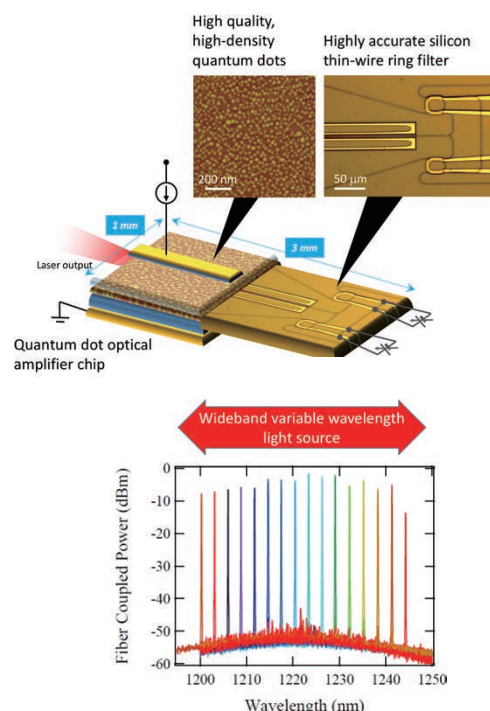 High quality,
high-density
quantum dots
Highly accurate silicon
thin-wire ring filter
200 nm
50 μm
1 mm
3 mm
Laser output
Quantum dot optical
amplifier chip
Wideband variable wavelength
light source
Fiber Coupled Power (dBm)
0
-10
-20
-30
-40
-50
-60
1200 1210 1220 1230 1240 1250
Wavelength (nm)